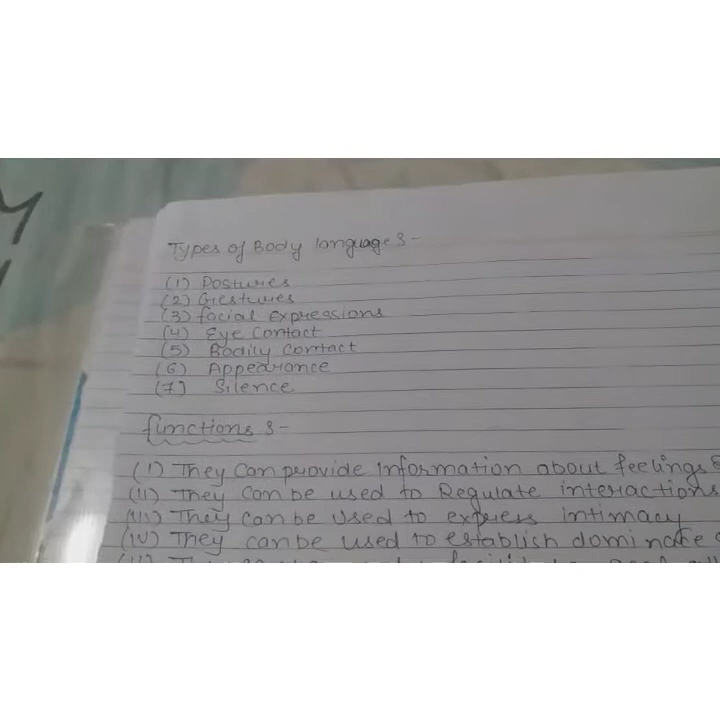 Types of Body language :-
(1) Postures
(2) Gestures
(3) facial expressions
(4) Eye Contact
(5) Bodily Contact
(6) Appearance
(7) Silence
functions :-
(i) They can provide information about feelings
(ii) They can be used to Regulate interactions
(iii) They can be used to express intimacy
(iv) They can be used to establish dominate